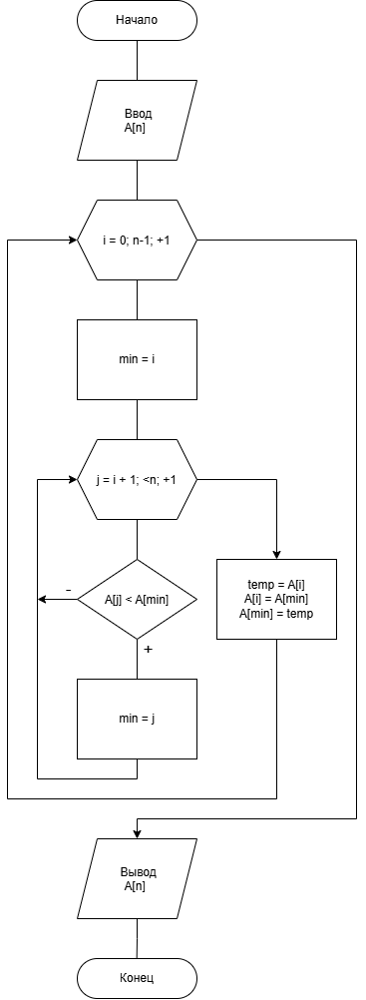 Начало
Ввод
A[n]
i = 0; n-1; +1
min = i
j = i + 1; <n; +1
A[j] < A[min]
-
+
temp = A[i]
A[i] = A[min]
A[min] = temp
min = j
Вывод
A[n]
Конец